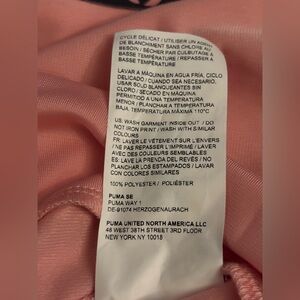 CYCLE DÉLICAT / UTILISER UN AGENT
DE BLANCHIMENT SANS CHLORE AU
BESOIN / SÉCHER PAR CULBUTAGE À
BASSE TEMPÉRATURE / REPASSER À
BASSE TEMPÉRATURE
LAVAR A MÁQUINA EN AGUA FRÍA, CICLO
DELICADO / CUANDO SEA NECESARIO,
USAR SOLO BLANQUEANTES SIN
CLORO / SECADO EN MÁQUINA
PERMITIDO A UNA TEMPERATURA
MENOR / PLANCHAR A TEMPERATURA
BAJA, TEMPERATURA MÁXIMA 110°C
US: WASH GARMENT INSIDE OUT / DO
NOT IRON PRINT / WASH WITH SIMILAR
COLOURS
FR: LAVER LE VÊTEMENT SUR L'ENVERS
/ NE PAS REPASSER L'IMPRIMÉ / LAVER
AVEC DES COULEURS SEMBLABLES
ES: LAVE LA PRENDA DEL REVÉS / NO
PLANCHAR LOS ESTAMPADOS / LAVAR
CON COLORES SIMILARES
100% POLYESTER / POLIÉSTER
PUMA SE
PUMA WAY 1
DE-91074 HERZOGENAURACH
PUMA UNITED NORTH AMERICA LLC
46 WEST 38TH STREET 3RD FLOOR
NEW YORK NY 10018